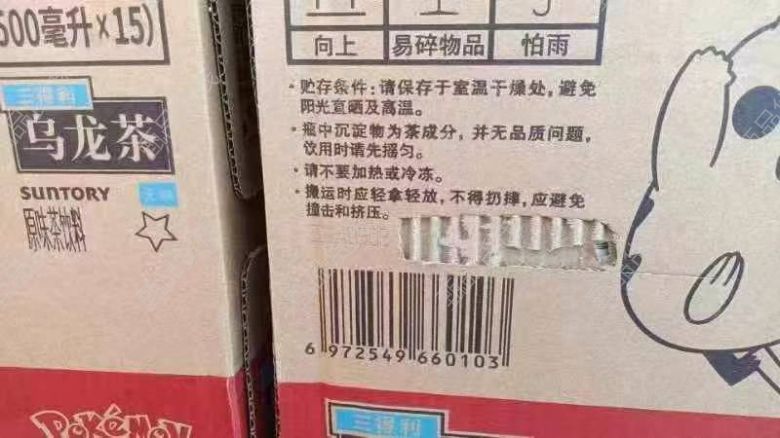 500毫升×15)
三得利
乌龙茶
SUNTORY
无糖
原味茶饮料
向上 易碎物品 怕雨
·贮存条件:请保存于室温干燥处,避免
阳光直晒及高温。
·瓶中沉淀物为茶成分,并无品质问题,
饮用时请先摇匀。
·请不要加热或冷冻。
·搬运时应轻拿轻放,不得扔摔,应避免
撞击和挤压。
6 972549 660103
POKéMON
三得利